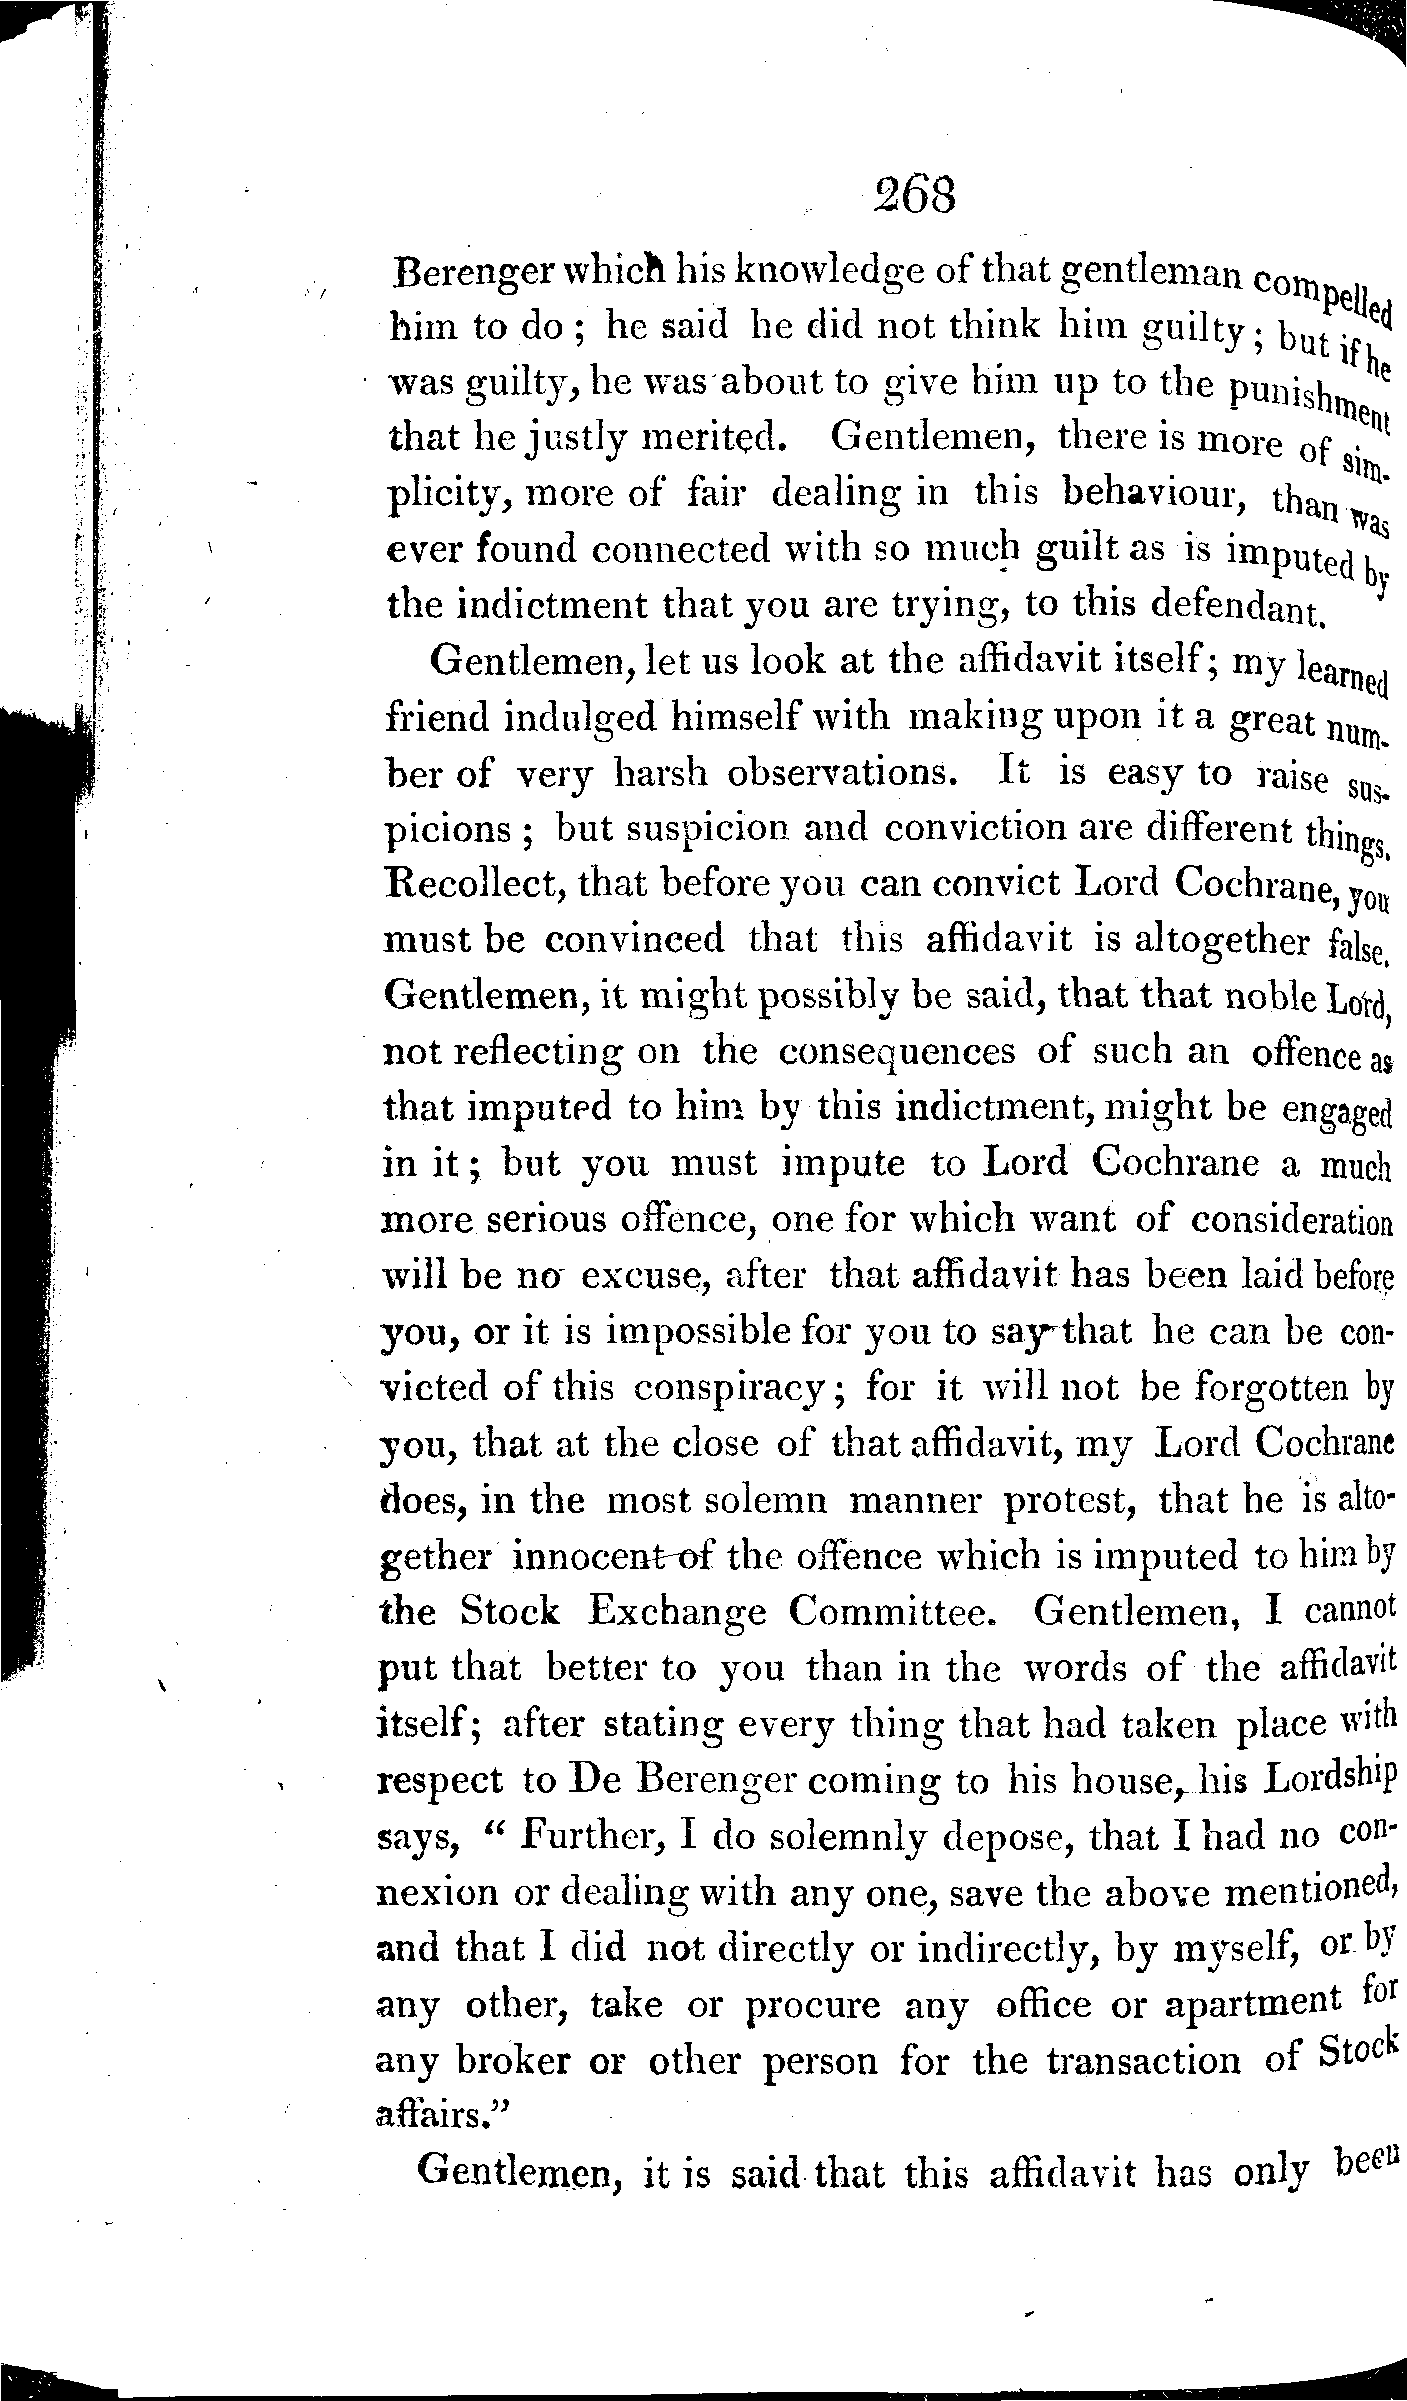 268
Berenger which his knowledge of that gentleman compelled
him to do ; he said he did not think him guilty ; but if he
was guilty, he was about to give him up to the punishment
that he justly merited. Gentlemen, there is more of sim-
plicity, more of fair dealing in this behaviour, than was
ever found connected with so much guilt as is imputed by
the indictment that you are trying, to this defendant.
Gentlemen, let us look at the affidavit itself; my learned
friend indulged himself with making upon it a great num-
ber of very harsh observations. It is easy to raise sus-
picions ; but suspicion and conviction are different things.
Recollect, that before you can convict Lord Cochrane, you
must be convinced that this affidavit is altogether false.
Gentlemen, it might possibly be said, that that noble Lord,
not reflecting on the consequences of such an offence as
that imputed to him by this indictment, might be engaged
in it ; but you must impute to Lord Cochrane a much
more serious offence, one for which want of consideration
will be no excuse, after that affidavit has been laid before
you, or it is impossible for you to say that he can be con-
victed of this conspiracy ; for it will not be forgotten by
you, that at the close of that affidavit, my Lord Cochrane
does, in the most solemn manner protest, that he is alto-
gether innocent of the offence which is imputed to him by
the Stock Exchange Committee. Gentlemen, I cannot
put that better to you than in the words of the affidavit
itself; after stating every thing that had taken place with
respect to De Berenger coming to his house, his Lordship
says, “ Further, I do solemnly depose, that I had no con-
nexion or dealing with any one, save the above mentioned,
and that I did not directly or indirectly, by myself, or by
any other, take or procure any office or apartment for
any broker or other person for the transaction of Stock
affairs.”
Gentlemen, it is said that this affidavit has only been